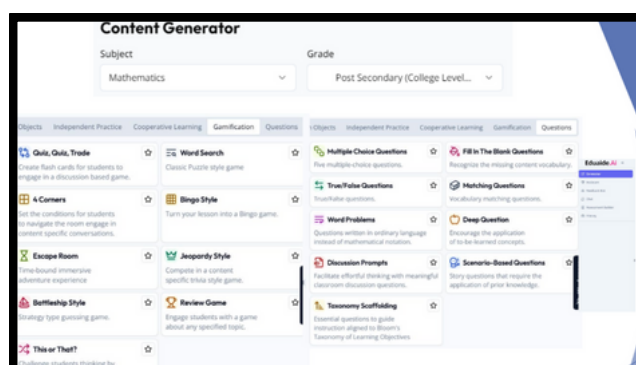 Content Generator
Subject
Grade
Mathematics
Post Secondary (College Level...
Objects Independent Practice Cooperative Learning Gamification Questions
Quiz, Quiz, Trade
Create flash cards for students to
engage in a discussion based game.
Word Search
Classic Puzzle style game
4 Corners
Set the conditions for students
to navigate the room engage in
content specific conversations.
Bingo Style
Turn your lesson into a Bingo game.
Escape Room
Time-bound immersive
adventure experience
Jeopardy Style
Compete in a content
specific trivia style game.
Battleship Style
Strategy type guessing game.
Review Game
Engage students with a game
about any specified topic.
This or That?
Challenge students thinking by
n Objects Independent Practice Cooperative Learning Gamification Questions
Multiple Choice Questions
Five multiple-choice questions.
Fill In The Blank Questions
Recognize the missing content vocabulary.
True/False Questions
True/False questions.
Matching Questions
Vocabulary matching questions.
Word Problems
Questions written in ordinary language
instead of mathematical notation.
Deep Question
Encourage the application
of to-be-learned concepts.
Discussion Prompts
Facilitate effortful thinking with meaningful
classroom discussion questions.
Scenario-Based Questions
Story questions that require the
application of prior knowledge.
Taxonomy Scaffolding
Essential questions to guide
instruction aligned to Bloom's
Taxonomy of Learning Objectives
Eduaide.Ai